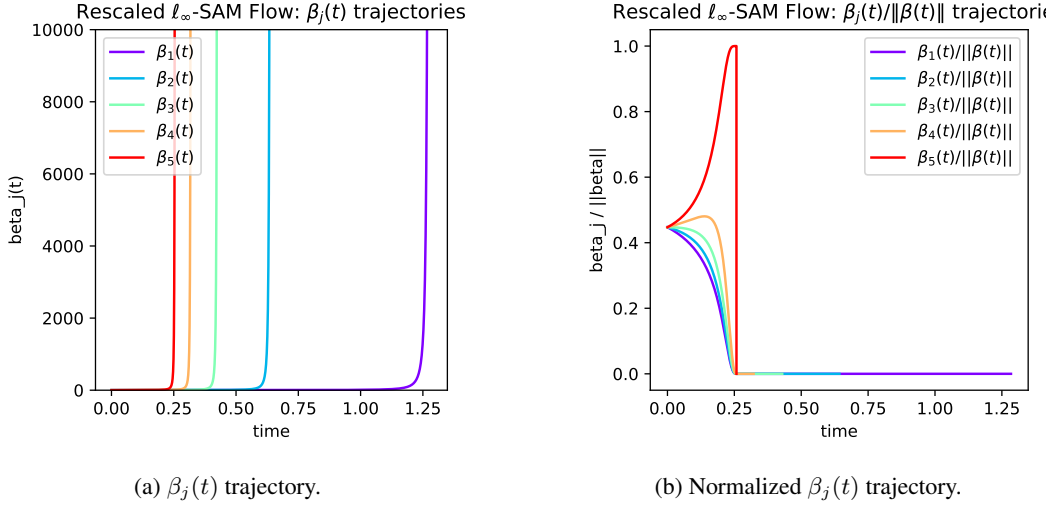 Rescaled ℓ∞-SAM Flow: βj(t) trajectories
10000
8000
6000
4000
2000
0
beta_j(t)
β1(t)
β2(t)
β3(t)
β4(t)
β5(t)
0.00 0.25 0.50 0.75 1.00 1.25
time
(a) βj(t) trajectory.
Rescaled ℓ∞-SAM Flow: βj(t)/‖β(t)‖ trajectorie
1.0
0.8
0.6
0.4
0.2
0.0
beta_j / ||beta||
β1(t)/||β(t)||
β2(t)/||β(t)||
β3(t)/||β(t)||
β4(t)/||β(t)||
β5(t)/||β(t)||
0.00 0.25 0.50 0.75 1.00 1.25
time
(b) Normalized βj(t) trajectory.